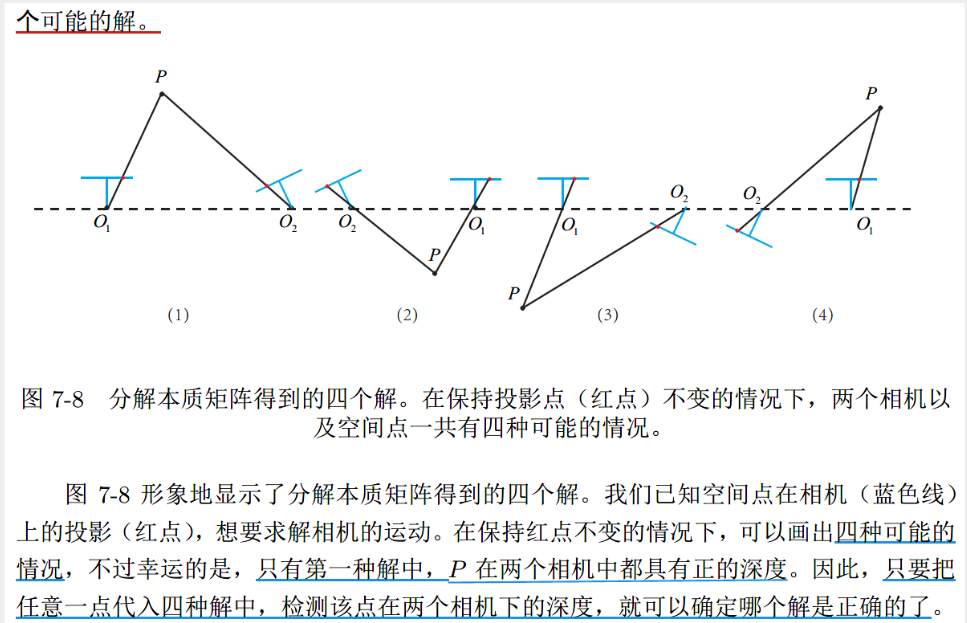 个可能的解。
P P
O₁ O₂ O₂ O₁ O₁ O₂ O₂ O₁
P P
(1) (2) (3) (4)
图 7-8 分解本质矩阵得到的四个解。在保持投影点（红点）不变的情况下，两个相机以
及空间点一共有四种可能的情况。
图 7-8 形象地显示了分解本质矩阵得到的四个解。我们已知空间点在相机（蓝色线）
上的投影（红点），想要求解相机的运动。在保持红点不变的情况下，可以画出四种可能的
情况，不过幸运的是，只有第一种解中，P 在两个相机中都具有正的深度。因此，只要把
任意一点代入四种解中，检测该点在两个相机下的深度，就可以确定哪个解是正确的了。